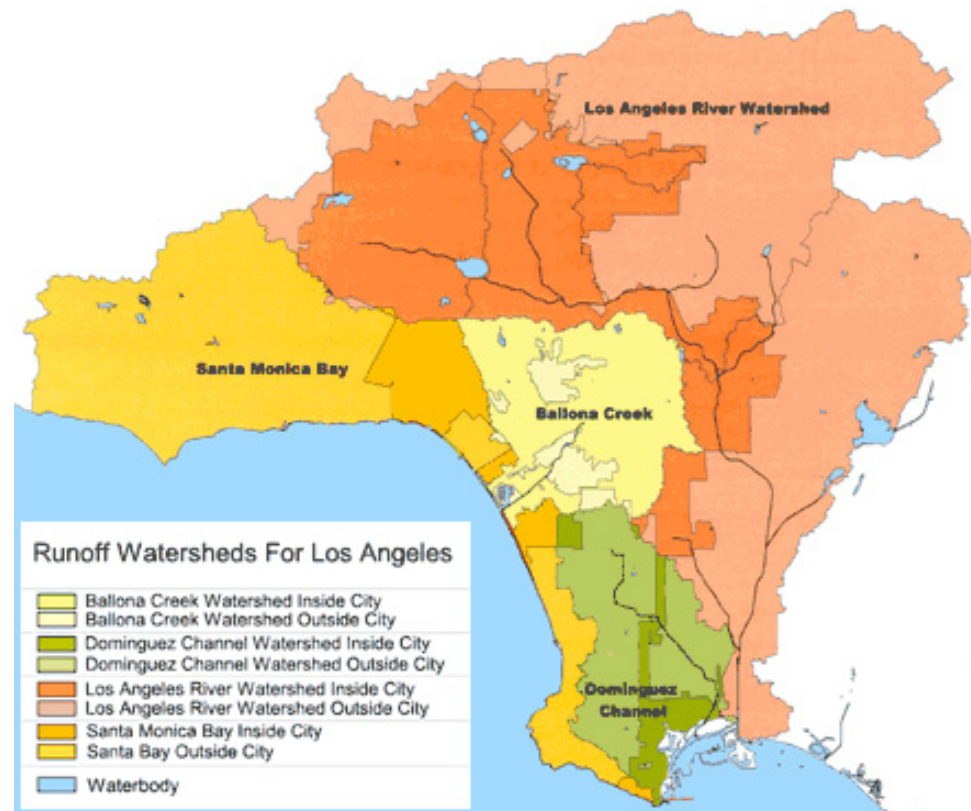 Los Angeles River Watershed
Santa Monica Bay
Ballona Creek
Dominguez
Channel
Runoff Watersheds For Los Angeles
Ballona Creek Watershed Inside City
Ballona Creek Watershed Outside City
Dominguez Channel Watershed Inside City
Dominguez Channel Watershed Outside City
Los Angeles River Watershed Inside City
Los Angeles River Watershed Outside City
Santa Monica Bay Inside City
Santa Bay Outside City
Waterbody